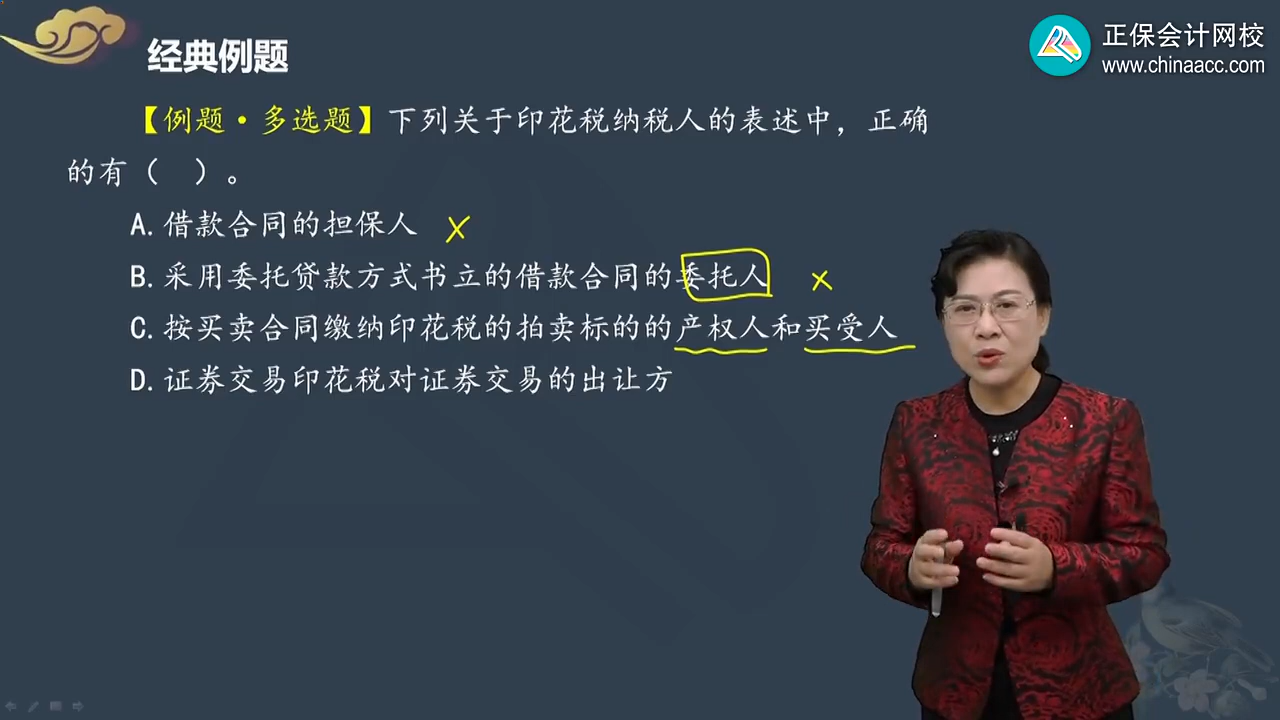 经典例题
正保会计网校
www.chinaacc.com
【例题·多选题】下列关于印花税纳税人的表述中，正确
的有（ ）。
A.借款合同的担保人 ×
B.采用委托贷款方式书立的借款合同的委托人 ×
C.按买卖合同缴纳印花税的拍卖标的的产权人和买受人
D.证券交易印花税对证券交易的出让方